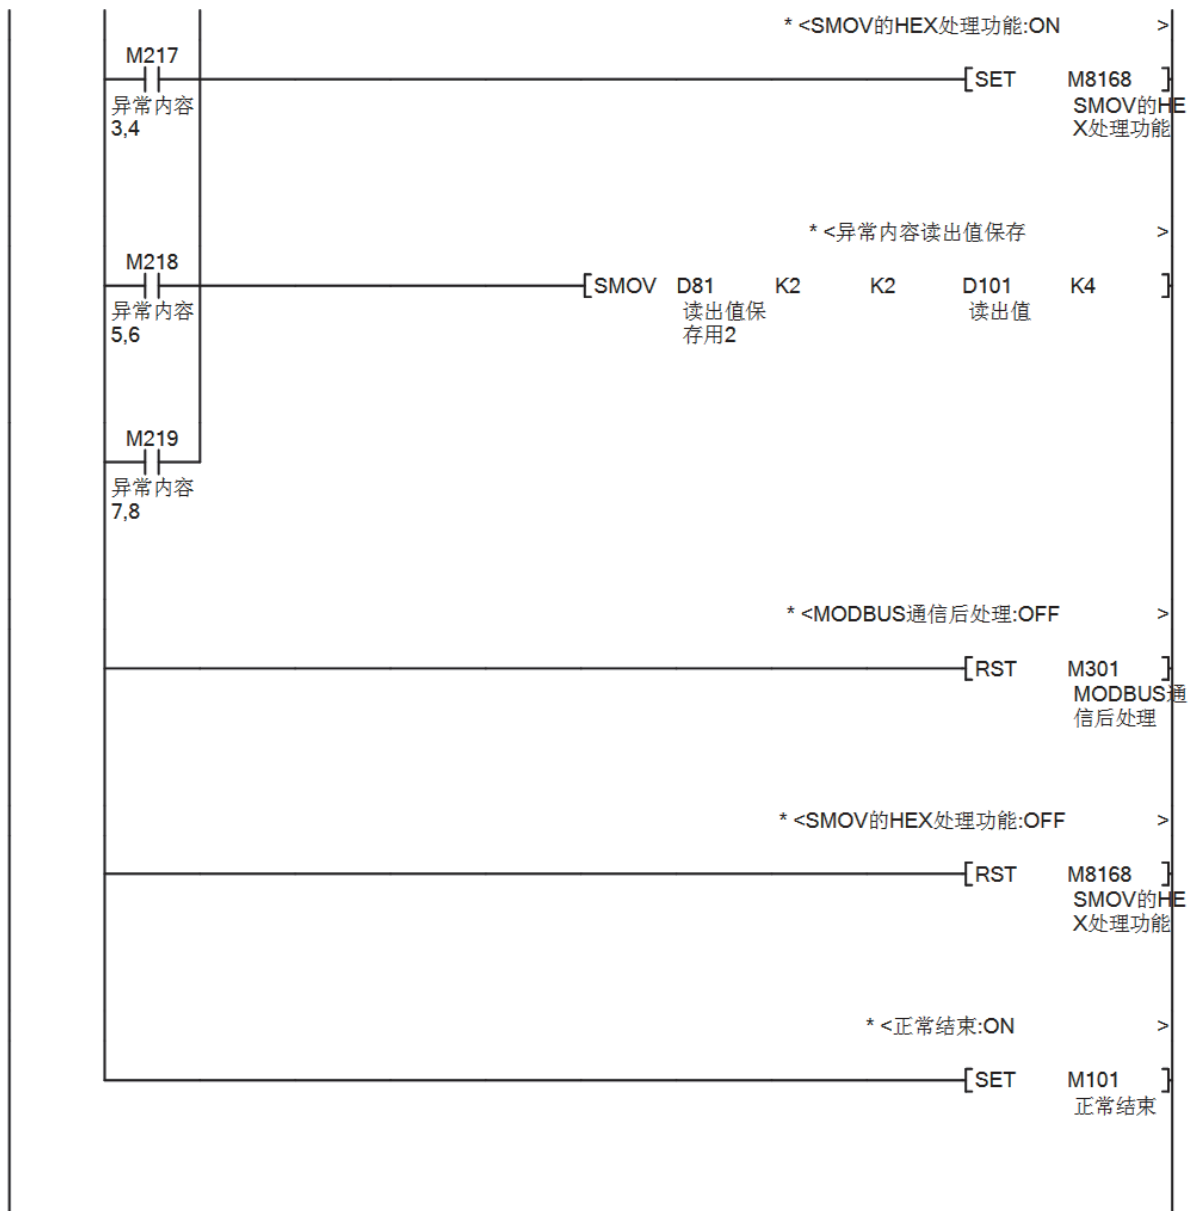 * <SMOV的HEX处理功能:ON >
M217
[SET M8168 ]
异常内容
3,4
SMOV的HE
X处理功能
* <异常内容读出值保存 >
M218
[SMOV D81 K2 K2 D101 K4 ]
异常内容
5,6
读出值保
存用2
读出值
M219
异常内容
7,8
* <MODBUS通信后处理:OFF >
[RST M301 ]
MODBUS通
信后处理
* <SMOV的HEX处理功能:OFF >
[RST M8168 ]
SMOV的HE
X处理功能
* <正常结束:ON >
[SET M101 ]
正常结束